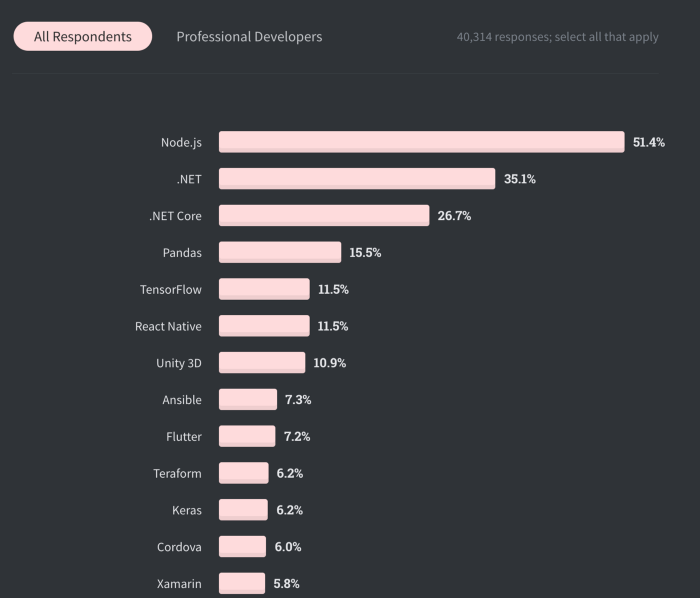 All Respondents Professional Developers 40,314 responses; select all that apply
Node.js 51.4%
.NET 35.1%
.NET Core 26.7%
Pandas 15.5%
TensorFlow 11.5%
React Native 11.5%
Unity 3D 10.9%
Ansible 7.3%
Flutter 7.2%
Teraform 6.2%
Keras 6.2%
Cordova 6.0%
Xamarin 5.8%